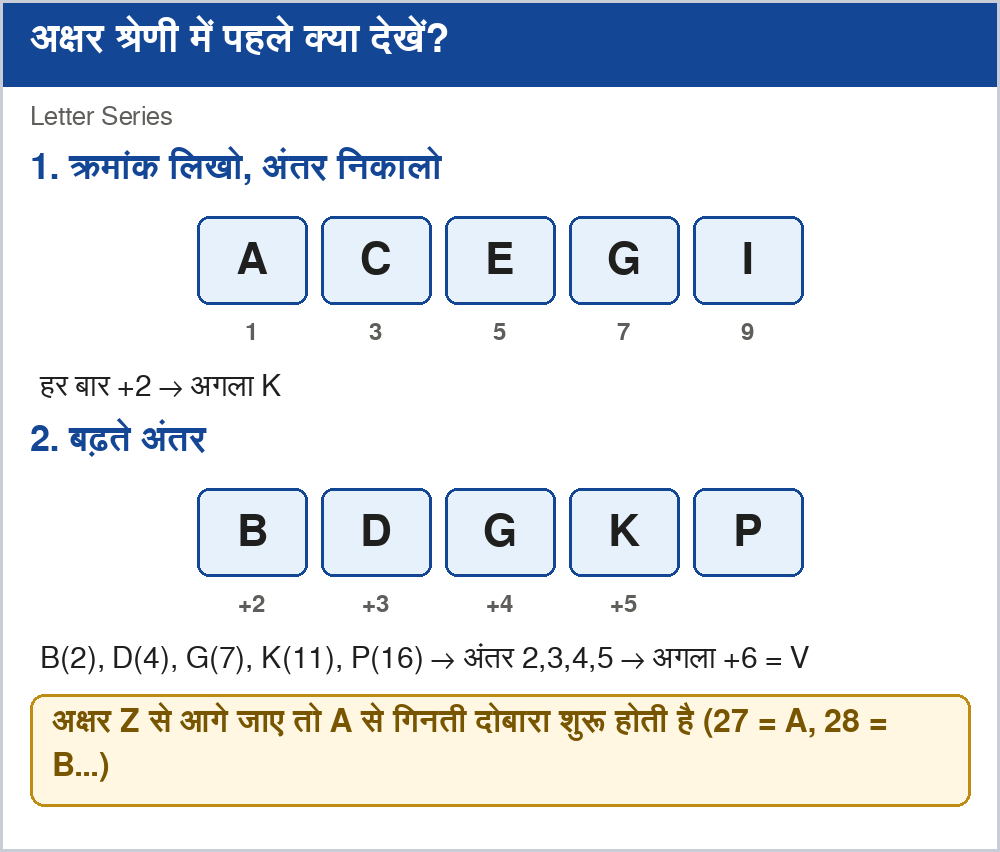 अक्षर श्रेणी में पहले क्या देखें?
Letter Series
1. क्रमांक लिखो, अंतर निकालो
A C E G I
1 3 5 7 9
हर बार +2 → अगला K
2. बढ़ते अंतर
B D G K P
+2 +3 +4 +5
B(2), D(4), G(7), K(11), P(16) → अंतर 2,3,4,5 → अगला +6 = V
अक्षर Z से आगे जाए तो A से गिनती दोबारा शुरू होती है (27 = A, 28 =
B...)